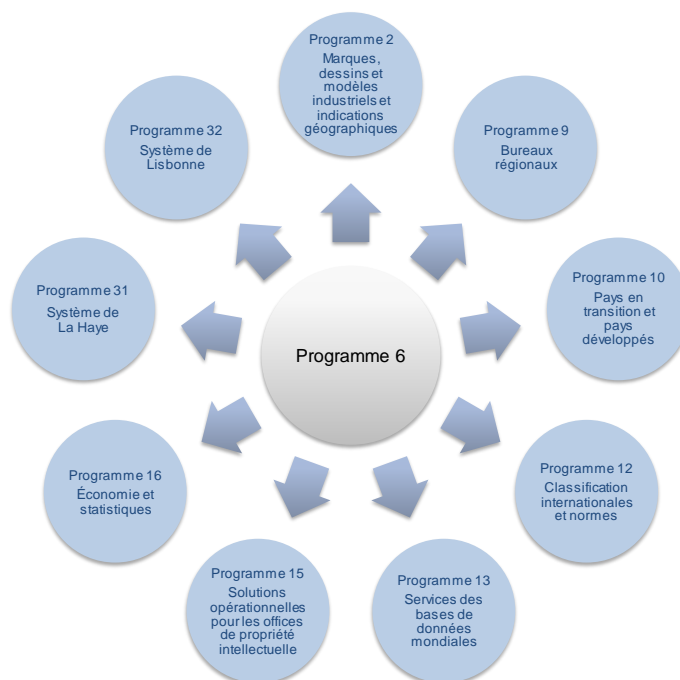 Programme 2
Marques,
dessins et
modèles
industriels et
indications
géographiques
Programme 9
Bureaux
régionaux
Programme 10
Pays en
transition et
pays
développés
Programme 12
Classification
internationales
et normes
Programme 13
Services des
bases de
données
mondiales
Programme 15
Solutions
opérationnelles
pour les offices
de propriété
intellectuelle
Programme 16
Économie et
statistiques
Programme 31
Système de
La Haye
Programme 32
Système de
Lisbonne
Programme 6